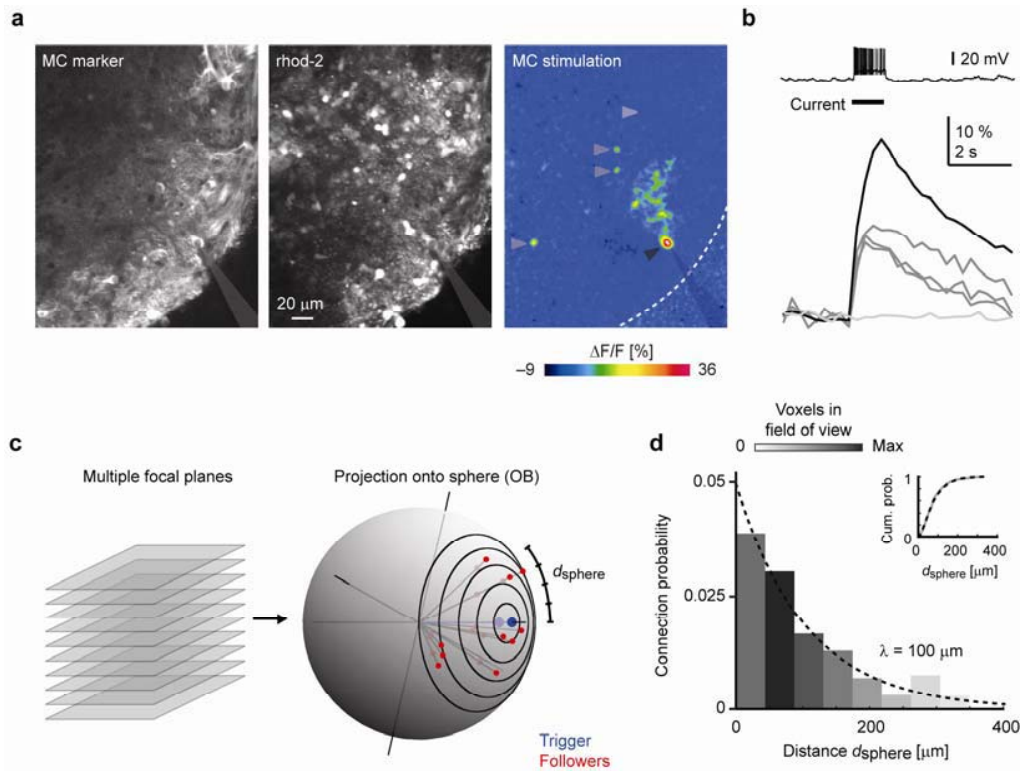 a
MC marker
rhod-2
MC stimulation
20 μm
ΔF/F [%]
–9
36
b
20 mV
Current
10 %
2 s
c
Multiple focal planes
Projection onto sphere (OB)
dsphere
Trigger
Followers
d
Voxels in
field of view
0
Max
Connection probability
0.05
0.025
0
0
200
400
Distance dsphere [μm]
λ = 100 μm
Cum. prob.
1
0
0
200
400
dsphere [μm]